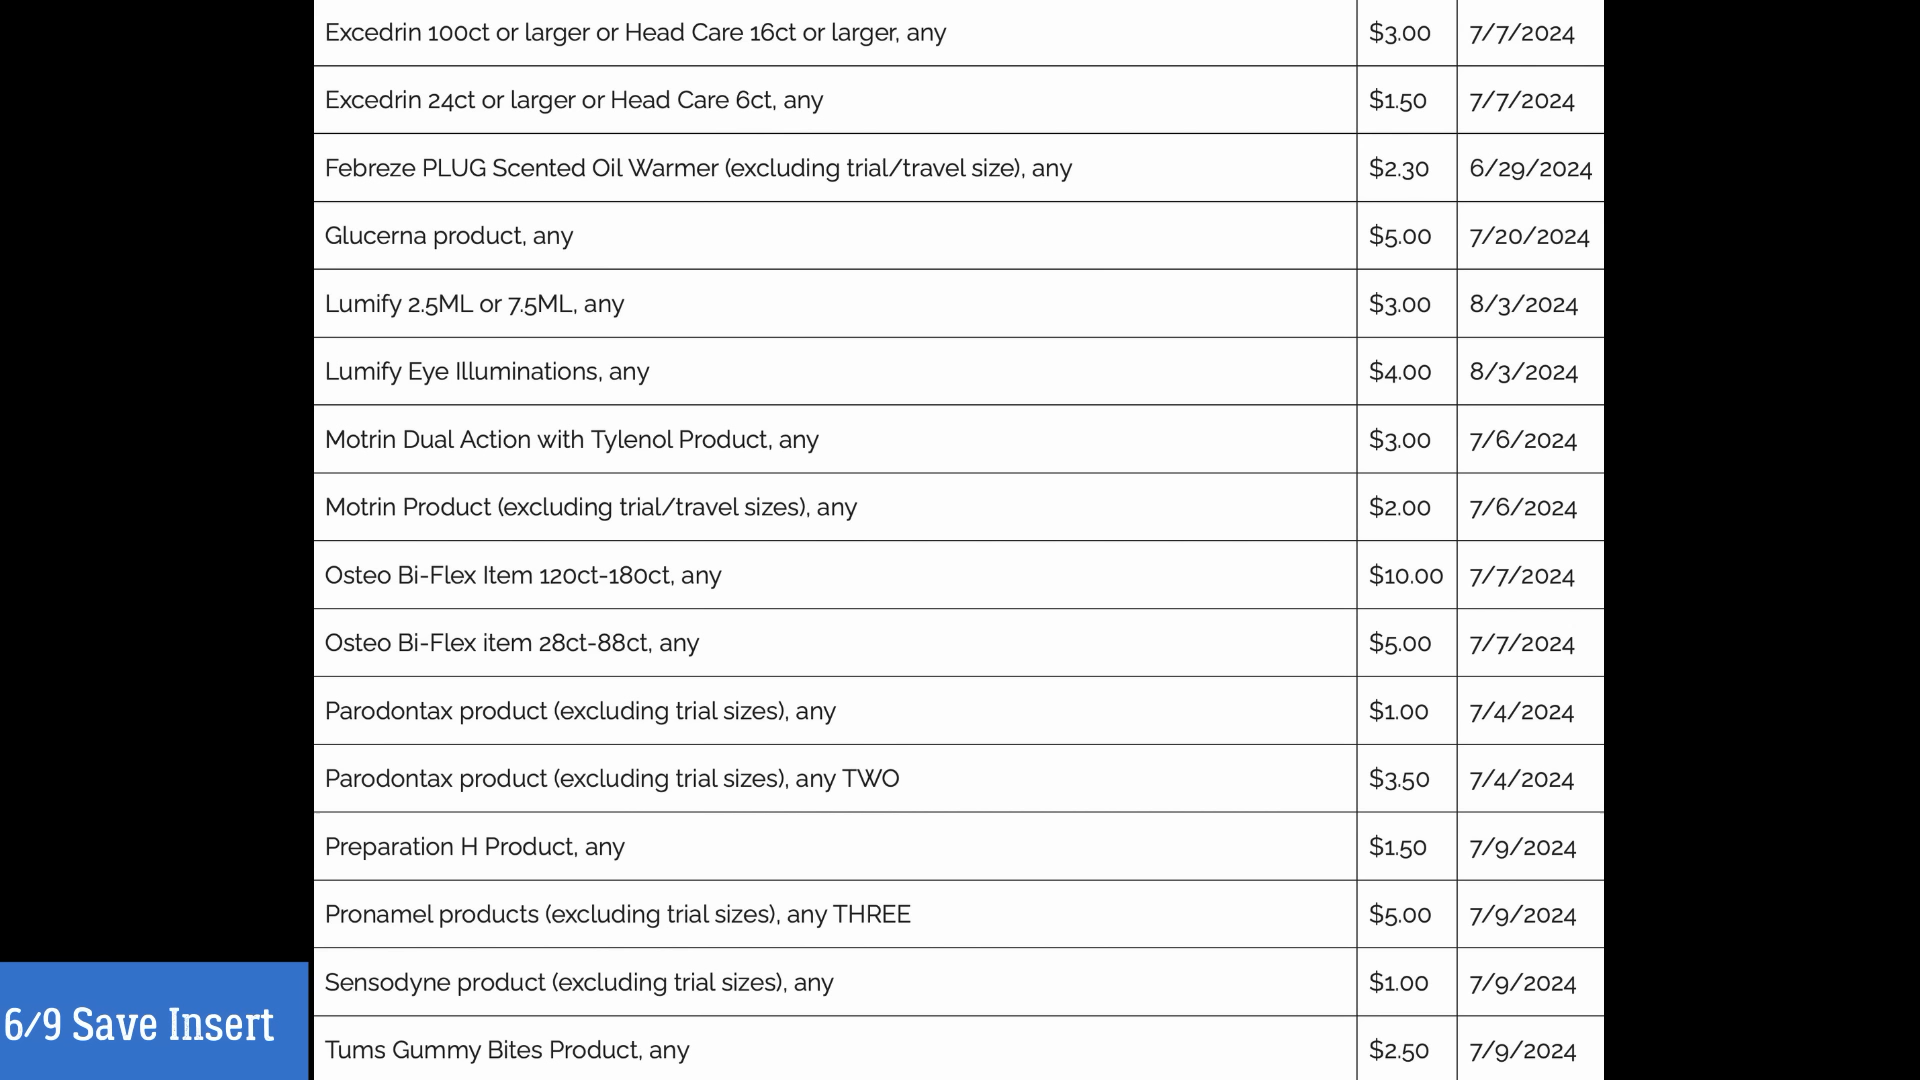 Excedrin 100ct or larger or Head Care 16ct or larger, any $3.00 7/7/2024
Excedrin 24ct or larger or Head Care 6ct, any $1.50 7/7/2024
Febreze PLUG Scented Oil Warmer (excluding trial/travel size), any $2.30 6/29/2024
Glucerna product, any $5.00 7/20/2024
Lumify 2.5ML or 7.5ML, any $3.00 8/3/2024
Lumify Eye Illuminations, any $4.00 8/3/2024
Motrin Dual Action with Tylenol Product, any $3.00 7/6/2024
Motrin Product (excluding trial/travel sizes), any $2.00 7/6/2024
Osteo Bi-Flex Item 120ct-180ct, any $10.00 7/7/2024
Osteo Bi-Flex item 28ct-88ct, any $5.00 7/7/2024
Parodontax product (excluding trial sizes), any $1.00 7/4/2024
Parodontax product (excluding trial sizes), any TWO $3.50 7/4/2024
Preparation H Product, any $1.50 7/9/2024
Pronamel products (excluding trial sizes), any THREE $5.00 7/9/2024
Sensodyne product (excluding trial sizes), any $1.00 7/9/2024
Tums Gummy Bites Product, any $2.50 7/9/2024
6/9 Save Insert